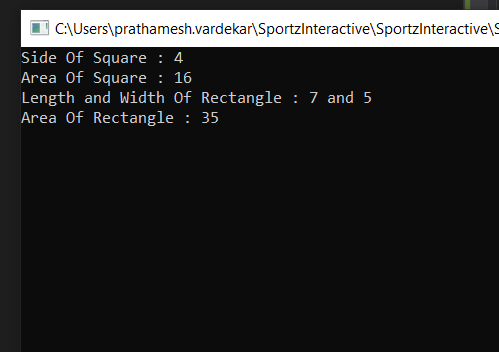 C:\Users\prathamesh.vardekar\SportzInteractive\SportzInteractive\S
Side Of Square : 4
Area Of Square : 16
Length and Width Of Rectangle : 7 and 5
Area Of Rectangle : 35